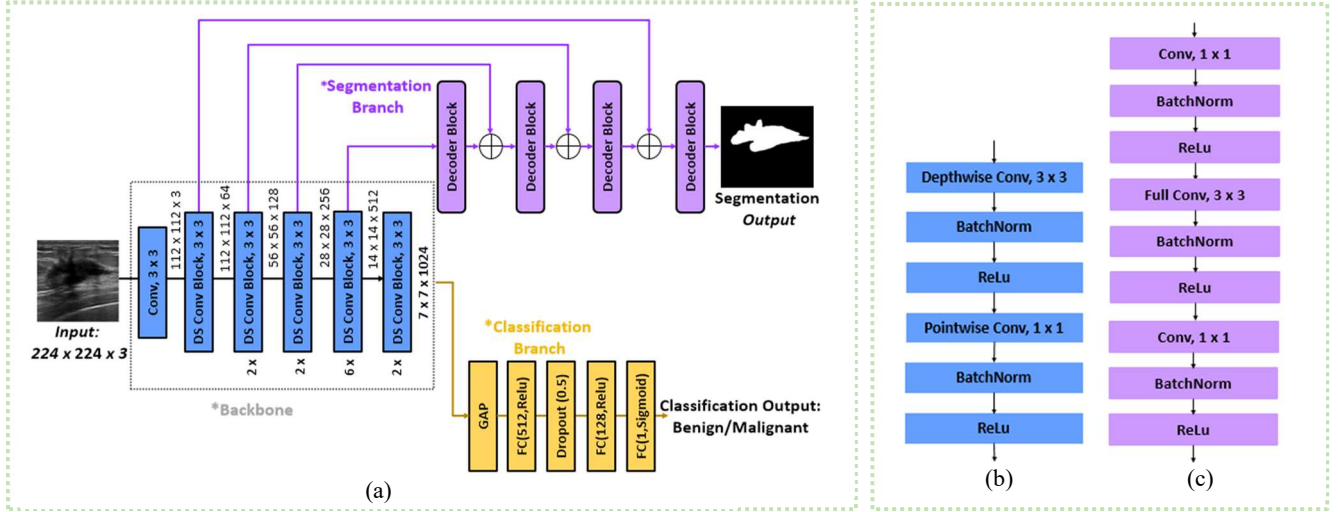 *Segmentation
Branch
Decoder Block
Decoder Block
Decoder Block
Decoder Block
Segmentation
Output
Input:
224 x 224 x 3
Conv, 3 x 3
112 x 112 x 3
DS Conv Block, 3 x 3
112 x 112 x 64
DS Conv Block, 3 x 3
2 x
56 x 56 x 128
DS Conv Block, 3 x 3
2 x
28 x 28 x 256
DS Conv Block, 3 x 3
6 x
14 x 14 x 512
DS Conv Block, 3 x 3
2 x
7 x 7 x 1024
*Backbone
*Classification
Branch
GAP
FC(512,Relu)
Dropout (0.5)
FC(128,Relu)
FC(1,Sigmoid)
Classification Output:
Benign/Malignant
(a)
Depthwise Conv, 3 x 3
BatchNorm
ReLu
Pointwise Conv, 1 x 1
BatchNorm
ReLu
(b)
Conv, 1 x 1
BatchNorm
ReLu
Full Conv, 3 x 3
BatchNorm
ReLu
Conv, 1 x 1
BatchNorm
ReLu
(c)